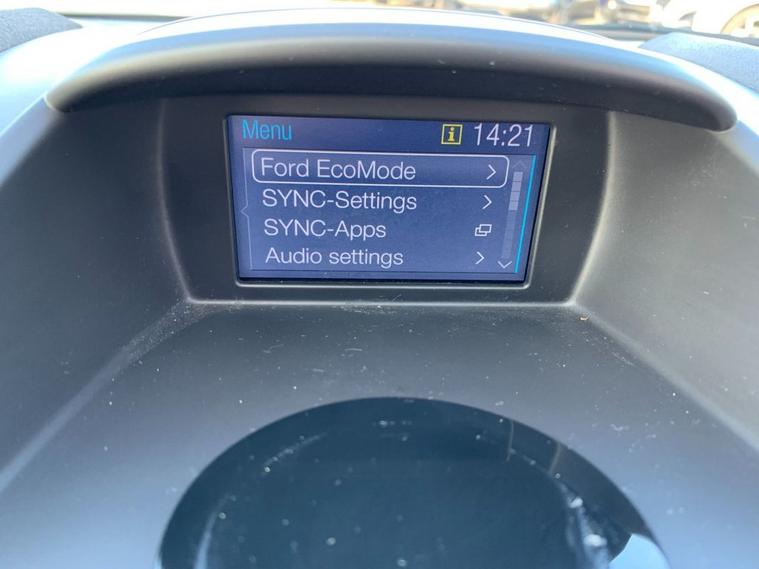 Menu i 14:21
Ford EcoMode
SYNC-Settings
SYNC-Apps
Audio settings